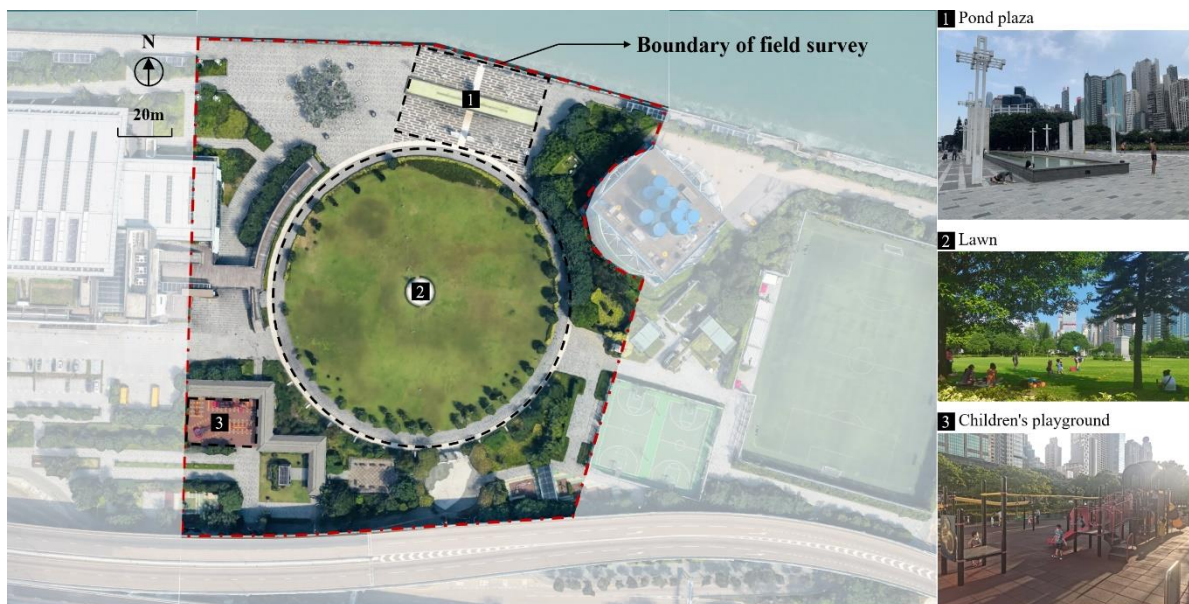 N
20m
Boundary of field survey
1
2
3
1 Pond plaza
2 Lawn
3 Children's playground